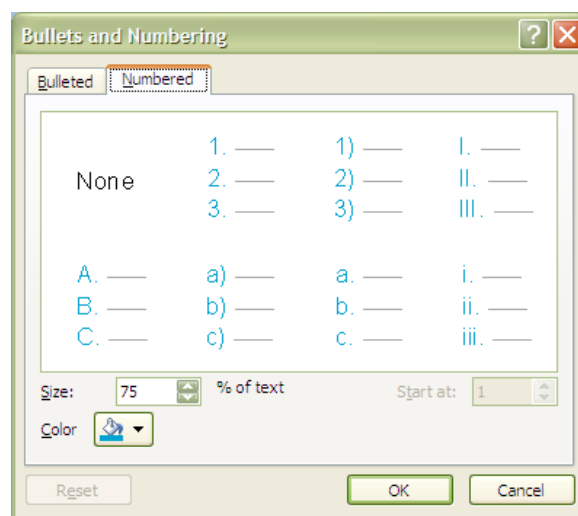 Bullets and Numbering
Bulleted Numbered
None
1.
2.
3.
1)
2)
3)
I.
II.
III.
A.
B.
C.
a)
b)
c)
a.
b.
c.
i.
ii.
iii.
Size: 75 % of text Start at: 1
Color
Reset OK Cancel